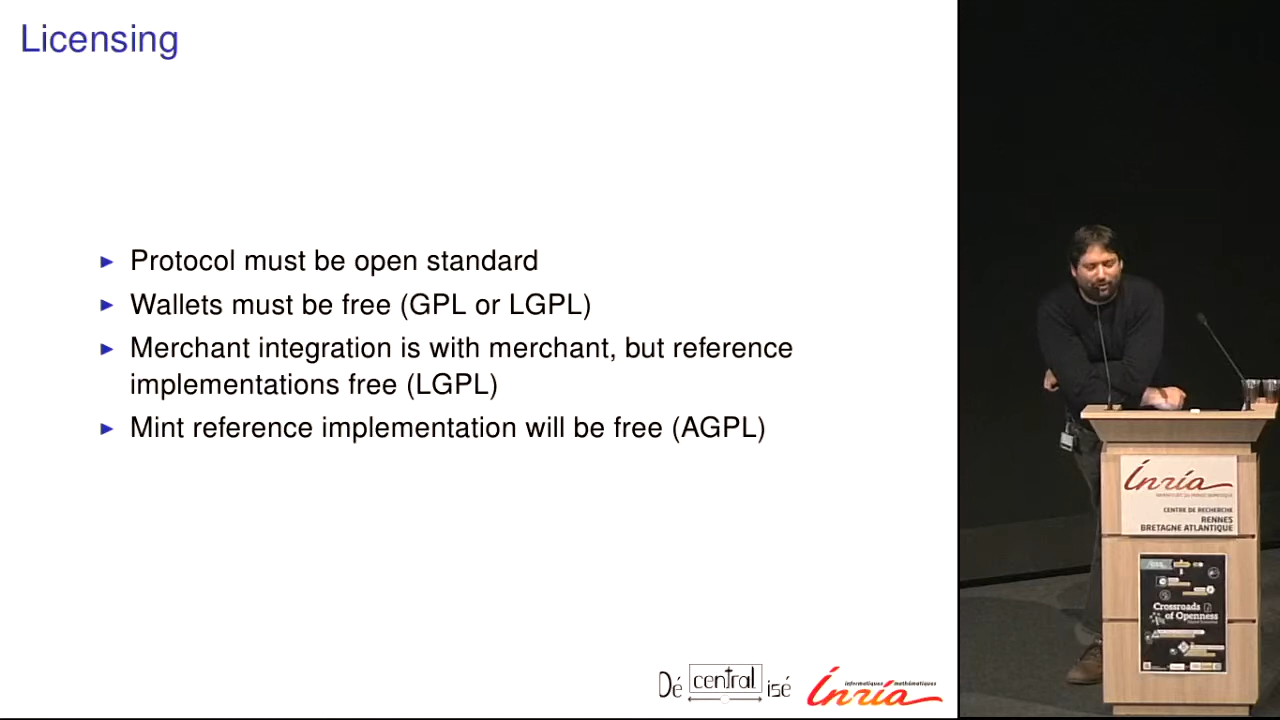 Licensing
Protocol must be open standard
Wallets must be free (GPL or LGPL)
Merchant integration is with merchant, but reference
implementations free (LGPL)
Mint reference implementation will be free (AGPL)
Dé central isé
informatiques mathématiques
Inria
Inria
CENTRE DE RECHERCHE
RENNES
BRETAGNE ATLANTIQUE
Crossroads
of Openness